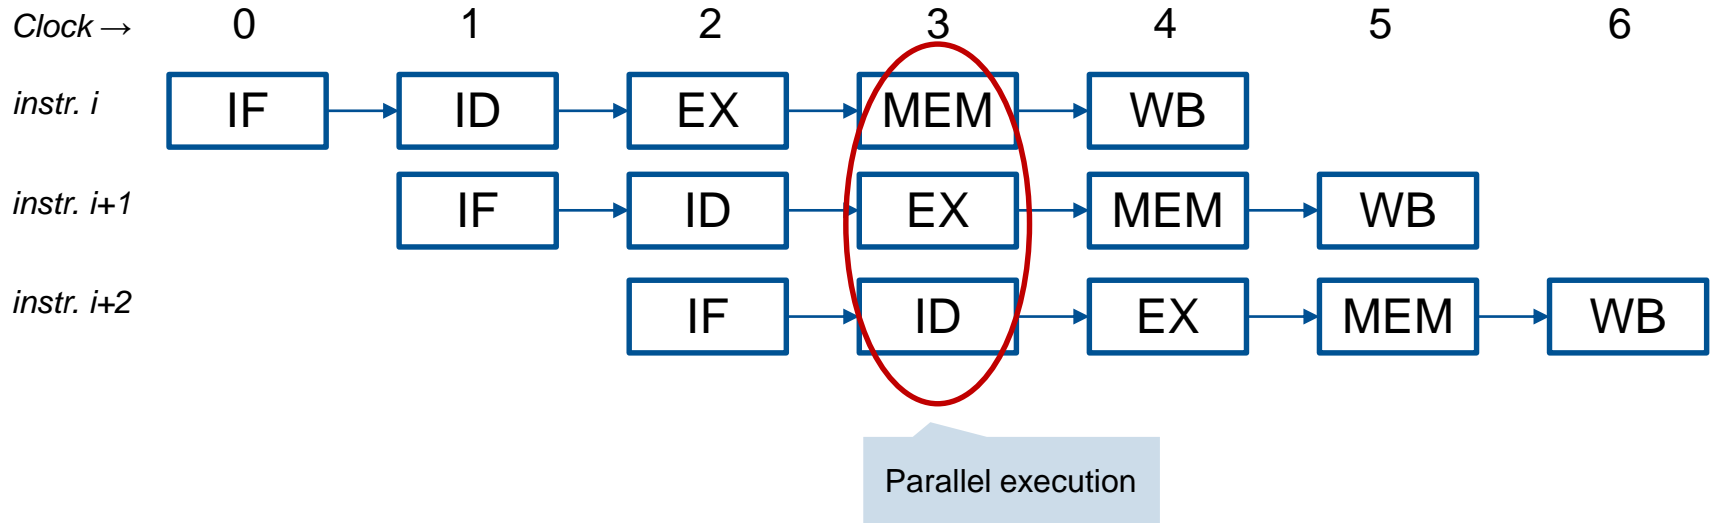 Clock → 0 1 2 3 4 5 6
instr. i IF ID EX MEM WB
instr. i+1 IF ID EX MEM WB
instr. i+2 IF ID EX MEM WB
Parallel execution